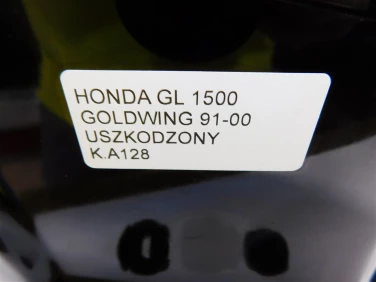 HONDA GL 1500
GOLDWING 91-00
USZKODZONY
K.A128